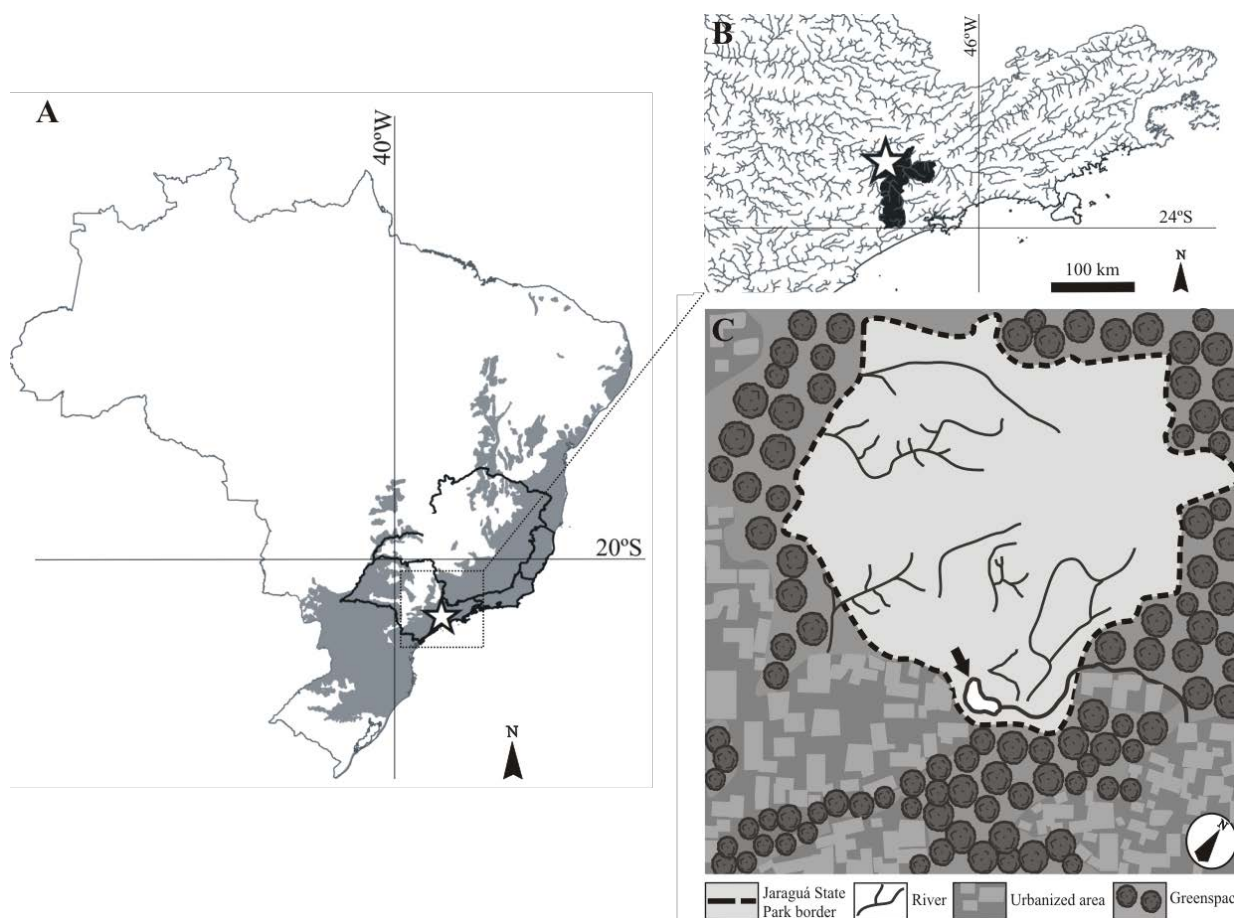 A
40ºW
20ºS
N
B
46ºW
24ºS
100 km
N
C
N
Jaraguá State
Park border
River
Urbanized area
Greenspac